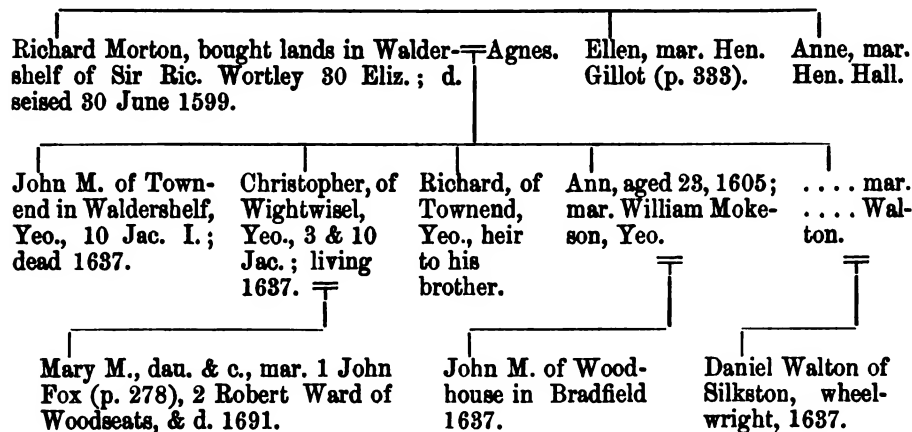 Richard Morton, bought lands in Walder-=Agnes.
shelf of Sir Ric. Wortley 30 Eliz.; d.
seised 30 June 1599.
Ellen, mar. Hen.
Gillot (p. 333).
Anne, mar.
Hen. Hall.
John M. of Town-
end in Waldershelf,
Yeo., 10 Jac. I.;
dead 1637.
Christopher, of
Wightwisel,
Yeo., 3 & 10
Jac.; living
1637. =
Richard, of
Townend,
Yeo., heir
to his
brother.
Ann, aged 23, 1605;
mar. William Moke-
son, Yeo.
=
. . . . mar.
. . . . Wal-
ton.
=
Mary M., dau. & c., mar. 1 John
Fox (p. 278), 2 Robert Ward of
Woodseats, & d. 1691.
John M. of Wood-
house in Bradfield
1637.
Daniel Walton of
Silkston, wheel-
wright, 1637.